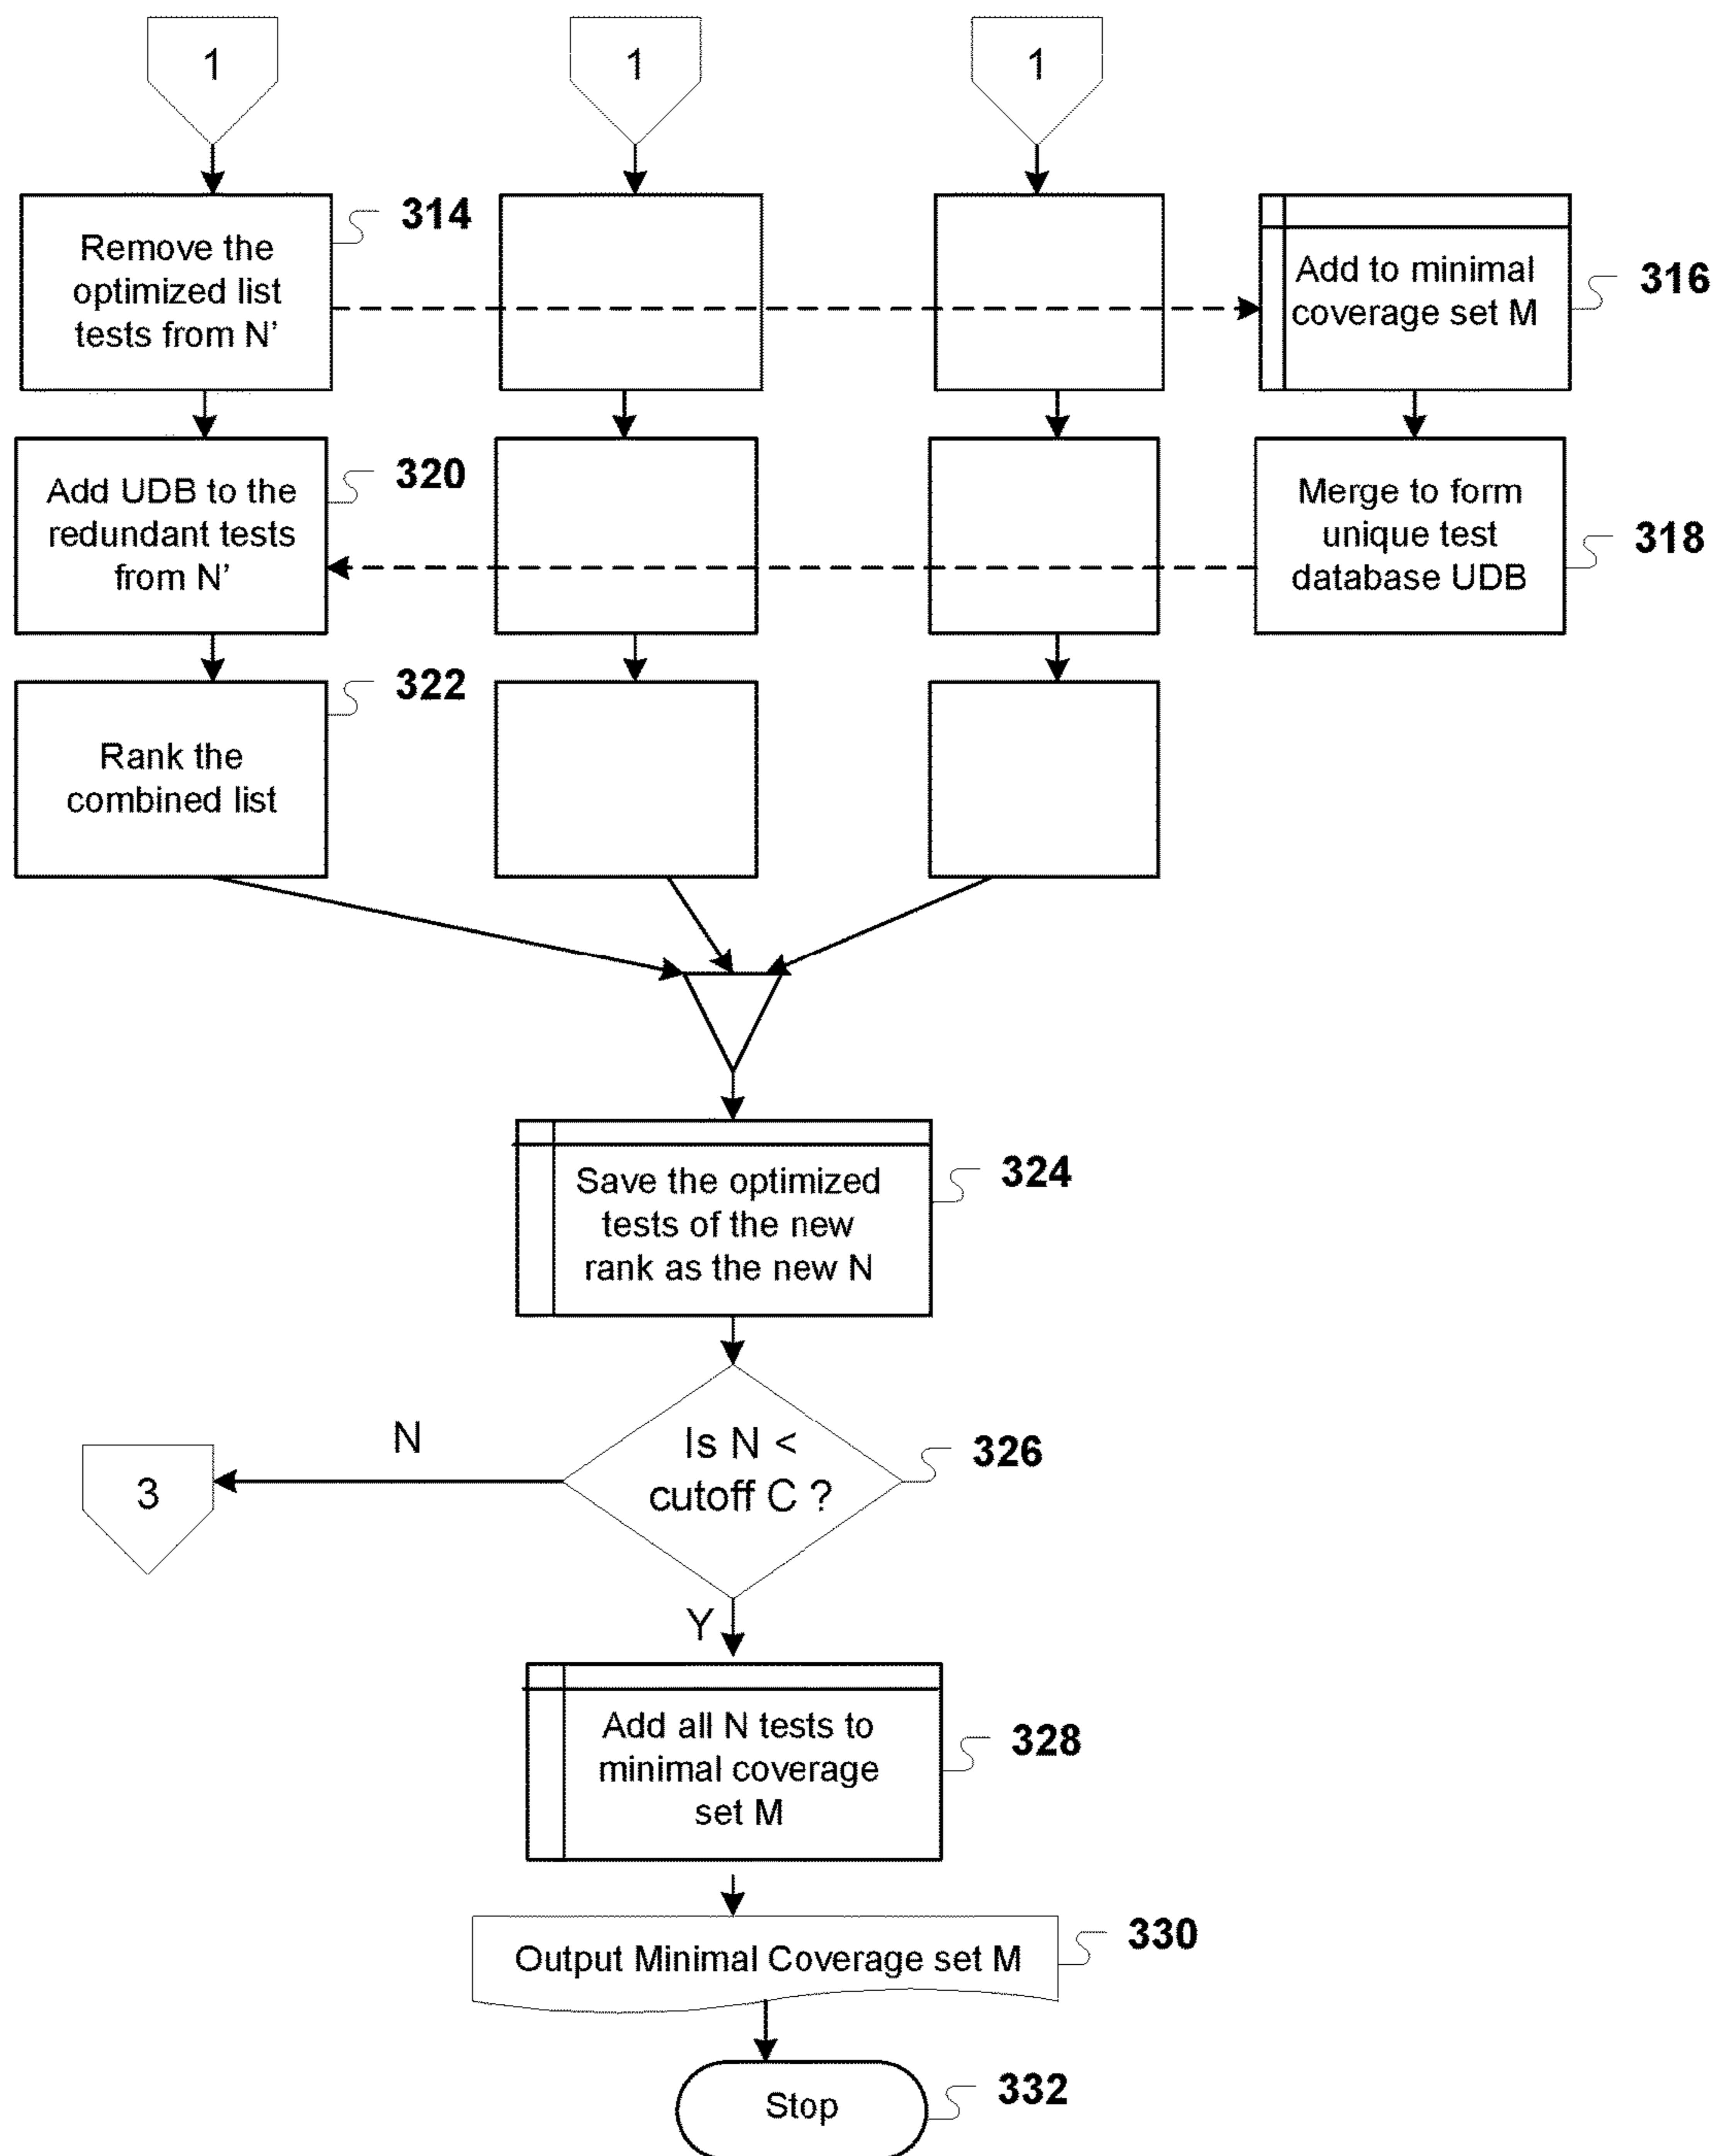 1
1
1
Remove the
optimized list
tests from N’
314
Add to minimal
coverage set M
316
Add UDB to the
redundant tests
from N’
320
Merge to form
unique test
database UDB
318
Rank the
combined list
322
Save the optimized
tests of the new
rank as the new N
324
Is N <
cutoff C ?
326
N
3
Y
Add all N tests to
minimal coverage
set M
328
Output Minimal Coverage set M
330
Stop
332